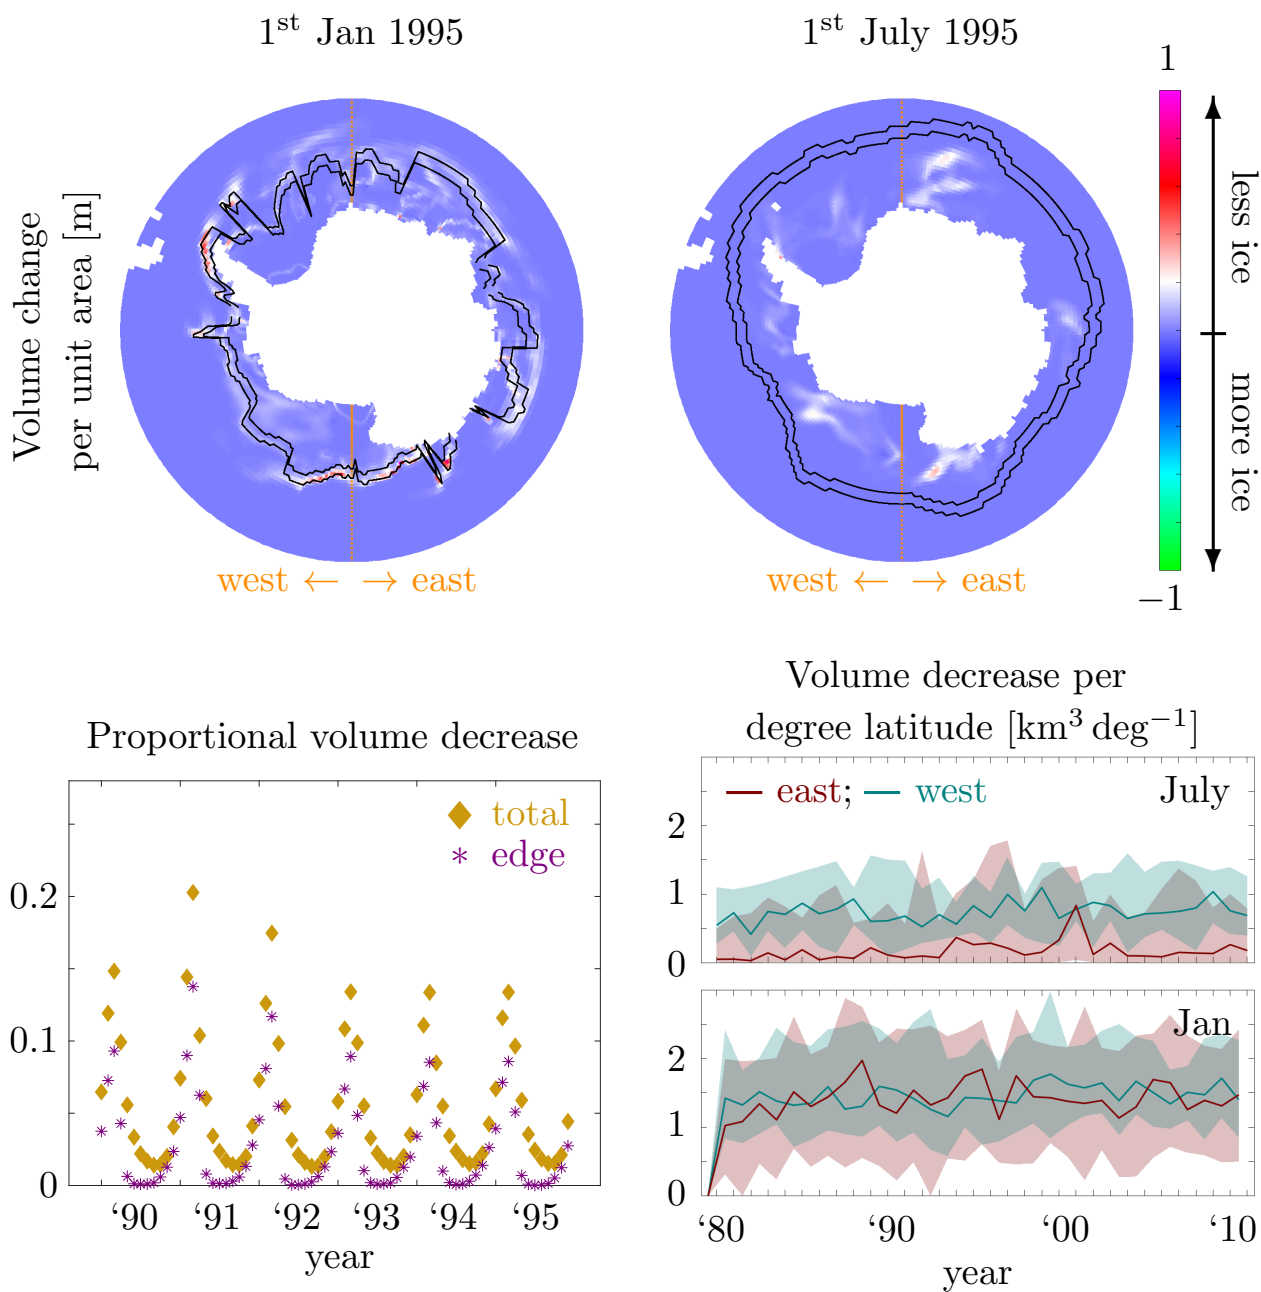 1st Jan 1995
1st July 1995
1
Volume change
per unit area [m]
less ice
more ice
−1
west ← → east
west ← → east
Proportional volume decrease
total
edge
0.2
0.1
0
‘90 ‘91 ‘92 ‘93 ‘94 ‘95
year
Volume decrease per
degree latitude [km³ deg⁻¹]
east; west
July
2
1
0
Jan
2
1
0
‘80 ‘90 ‘00 ‘10
year